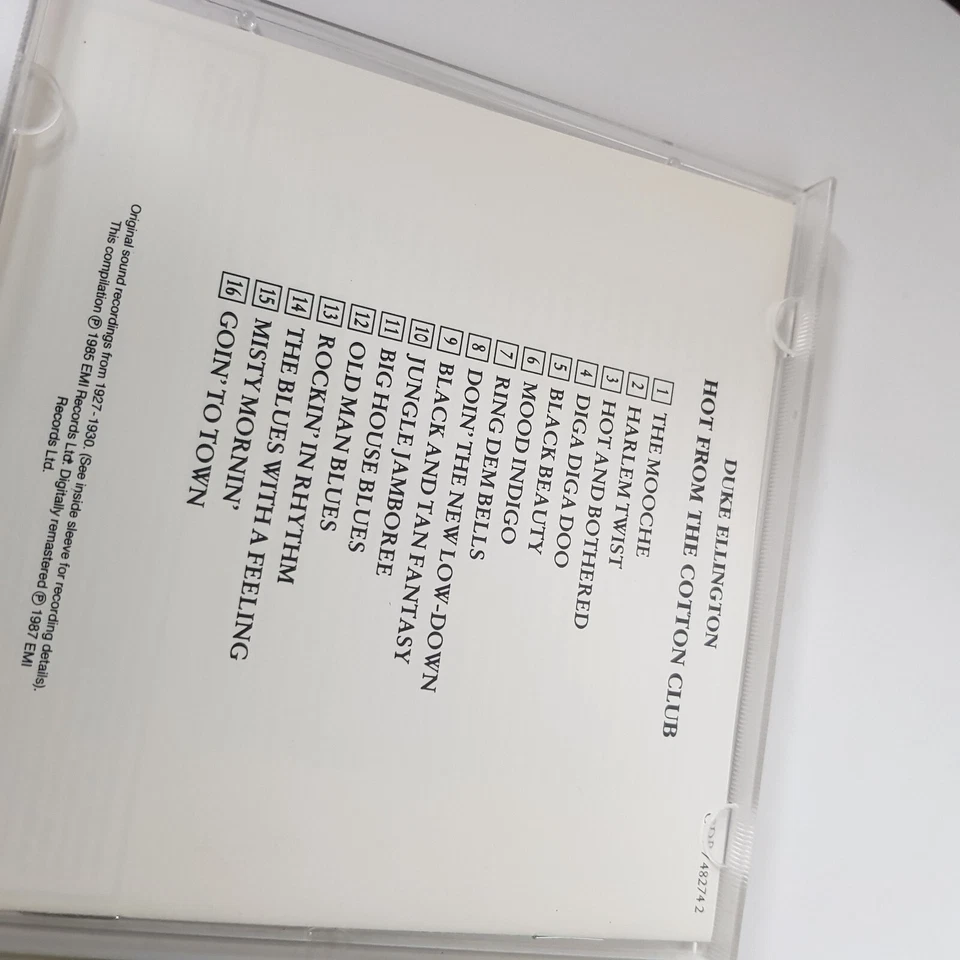 48274 2
DUKE ELLINGTON
HOT FROM THE COTTON CLUB
1 THE MOOCHE
2 HARLEM TWIST
3 HOT AND BOTHERED
4 DIGA DIGA DOO
5 BLACK BEAUTY
6 MOOD INDIGO
7 RING DEM BELLS
8 DOIN' THE NEW LOW-DOWN
9 BLACK AND TAN FANTASY
10 JUNGLE JAMBOREE
11 BIG HOUSE BLUES
12 OLD MAN BLUES
13 ROCKIN' IN RHYTHM
14 THE BLUES WITH A FEELING
15 MISTY MORNIN'
16 GOIN' TO TOWN
Original sound recordings from 1927-1930. (See inside sleeve for recording details).
This compilation ℗ 1985 EMI Records Ltd. Digitally remastered ℗ 1987 EMI
Records Ltd.